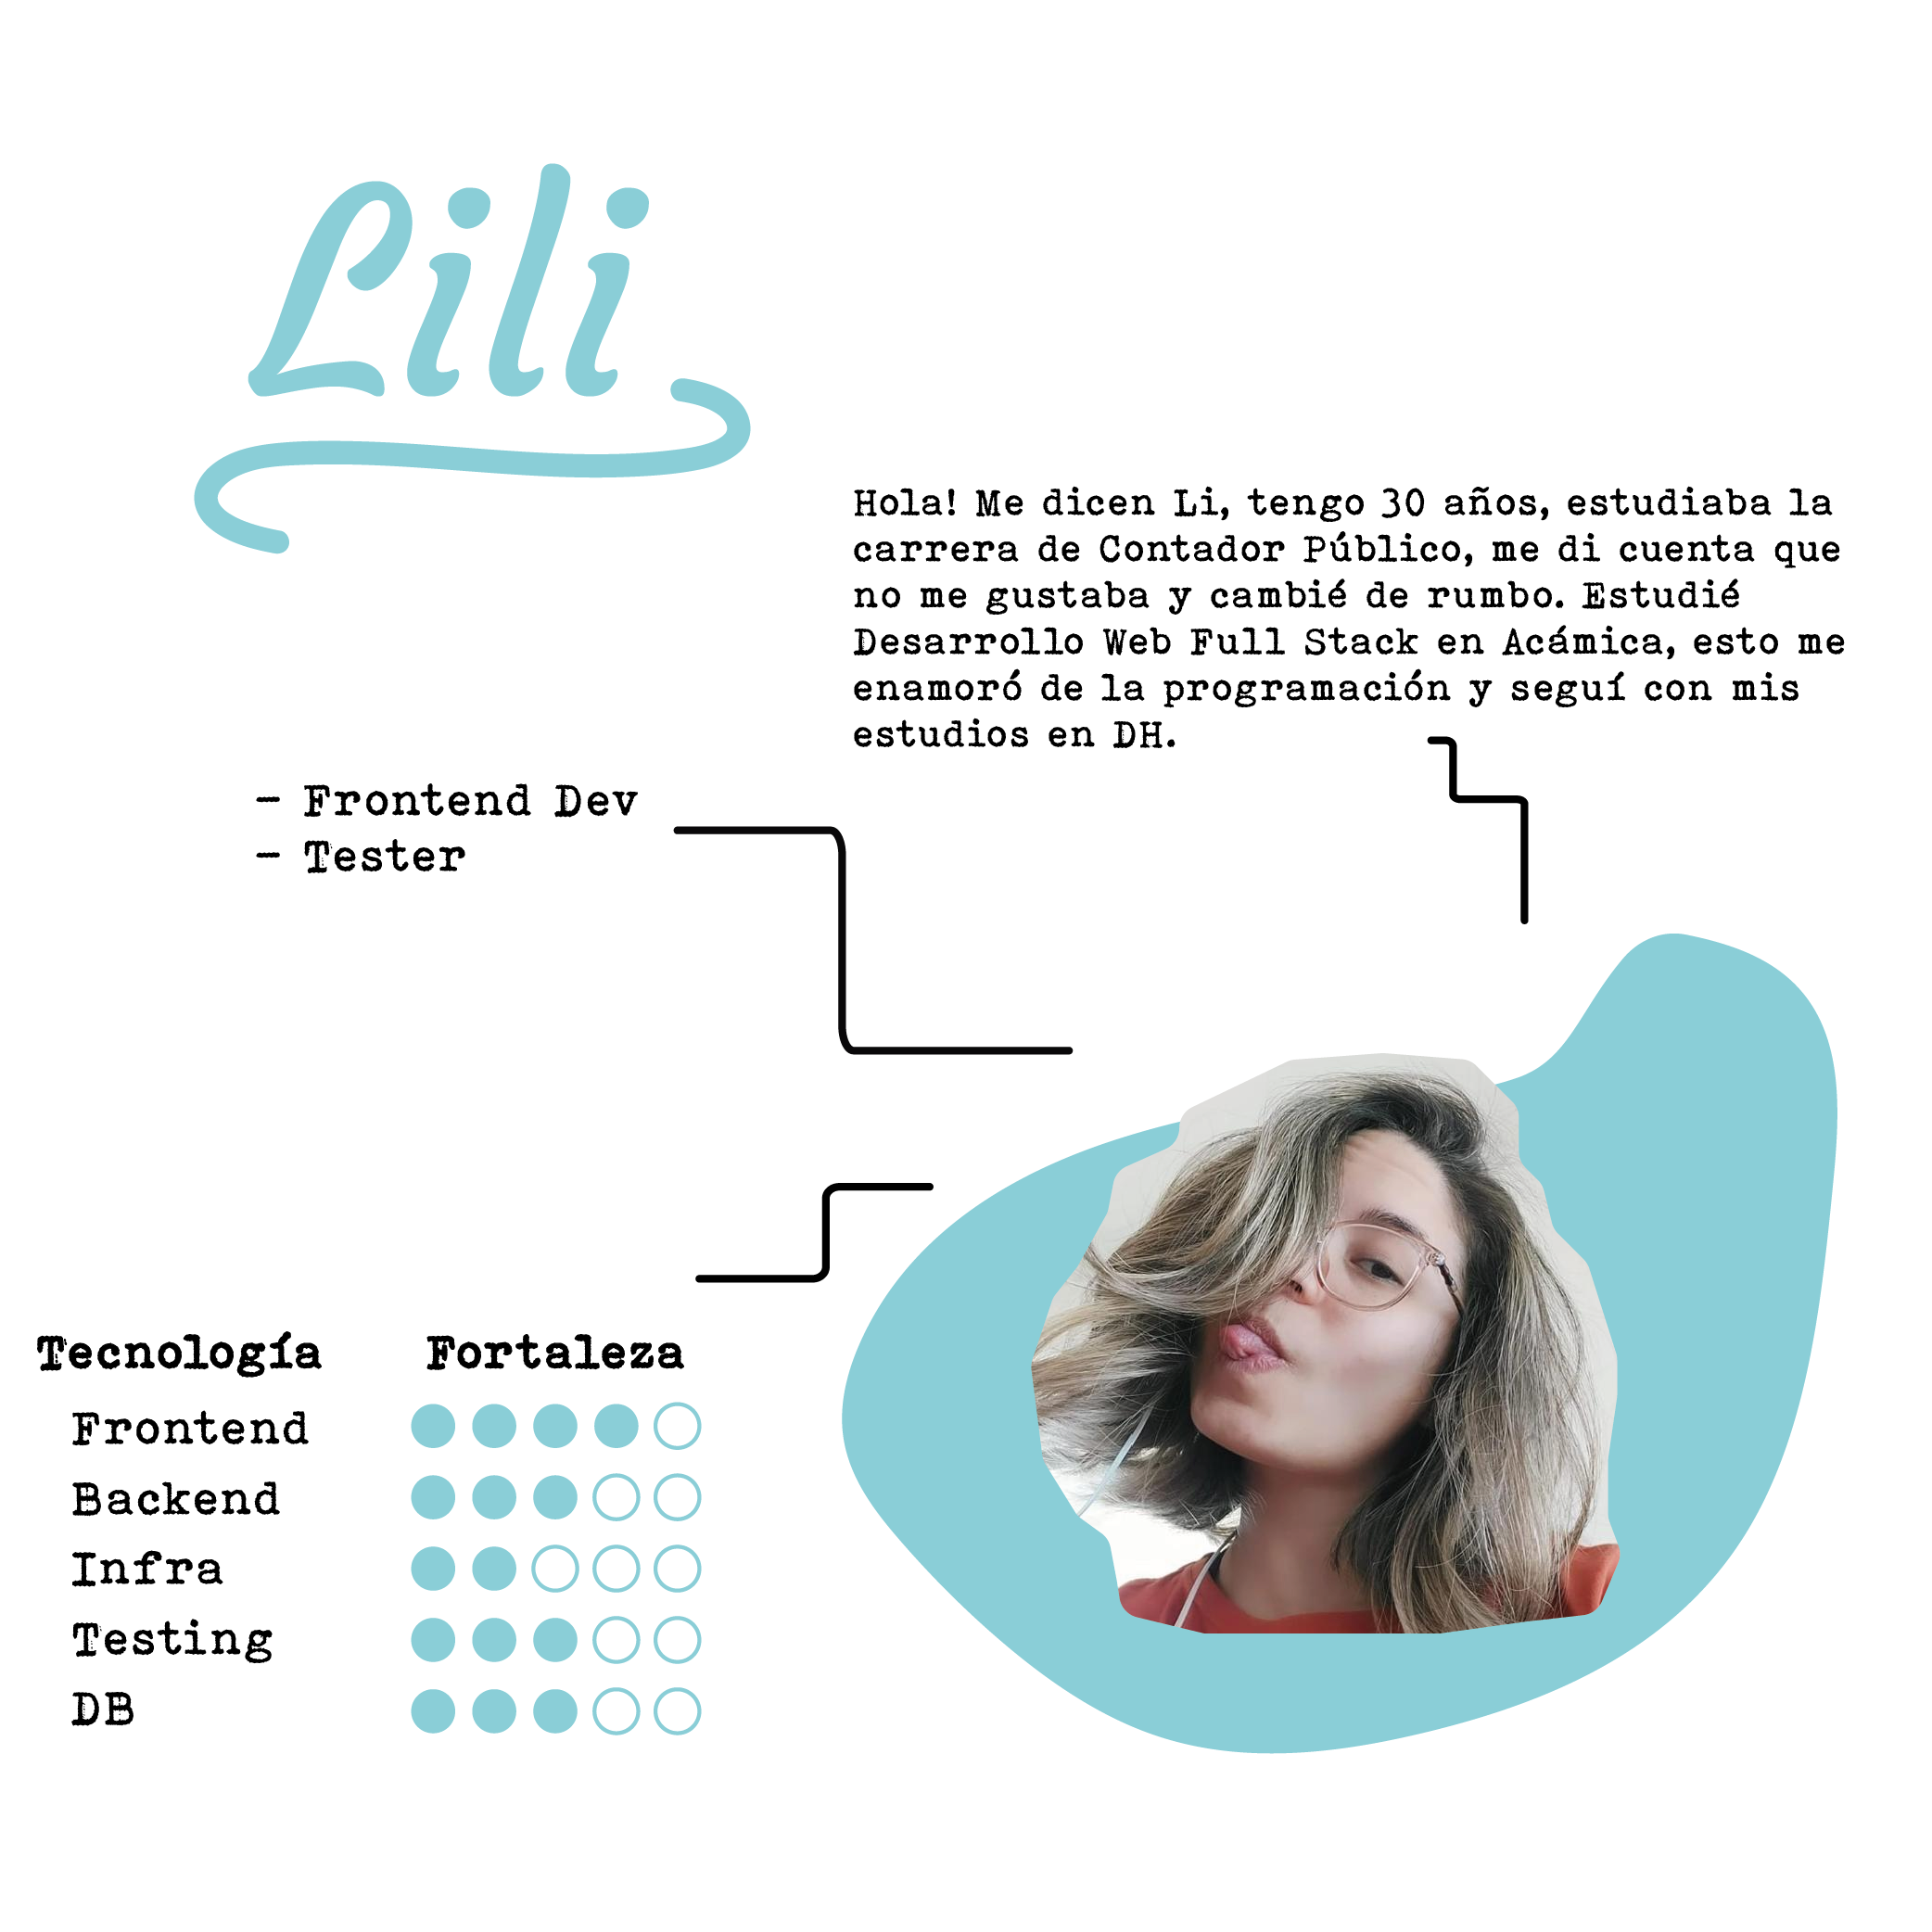 Lili
Hola! Me dicen Li, tengo 30 años, estudiaba la
carrera de Contador Público, me di cuenta que
no me gustaba y cambié de rumbo. Estudié
Desarrollo Web Full Stack en Acámica, esto me
enamoró de la programación y seguí con mis
estudios en DH.
- Frontend Dev
- Tester
Tecnología Fortaleza
Frontend
Backend
Infra
Testing
DB